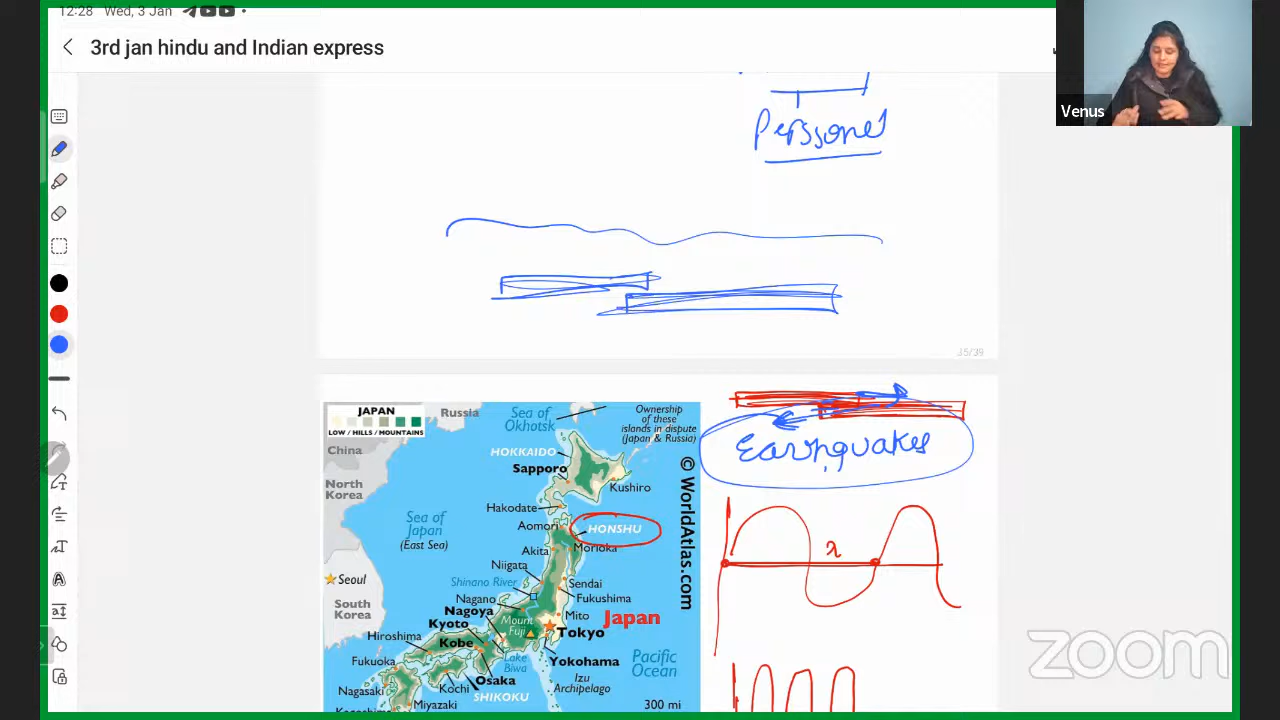 12:28 Wed, 3 Jan
3rd jan hindu and Indian express
Venus
Perssonel
15/39
JAPAN
LOW / HILLS / MOUNTAINS
Russia
Sea of
Okhotsk
Ownership
of these
islands in dispute
(Japan & Russia)
China
North
Korea
HOKKAIDO
Sapporo
Kushiro
Hakodate
Sea of
Japan
(East Sea)
Aomori
HONSHU
Akita
Morioka
Niigata
Seoul
Shinano River
Sendai
Fukushima
South
Korea
Nagano
Nagoya
Mito
Kyoto
Mount
Fuji
Japan
Tokyo
Hiroshima
Kobe
Fukuoka
Lake
Biwa
Yokohama
Pacific
Ocean
Osaka
Izu
Archipelago
Nagasaki
Kochi
SHIKOKU
Miyazaki
Kagoshima
300 mi
© WorldAtlas.com
Earthquakes
λ
zoom